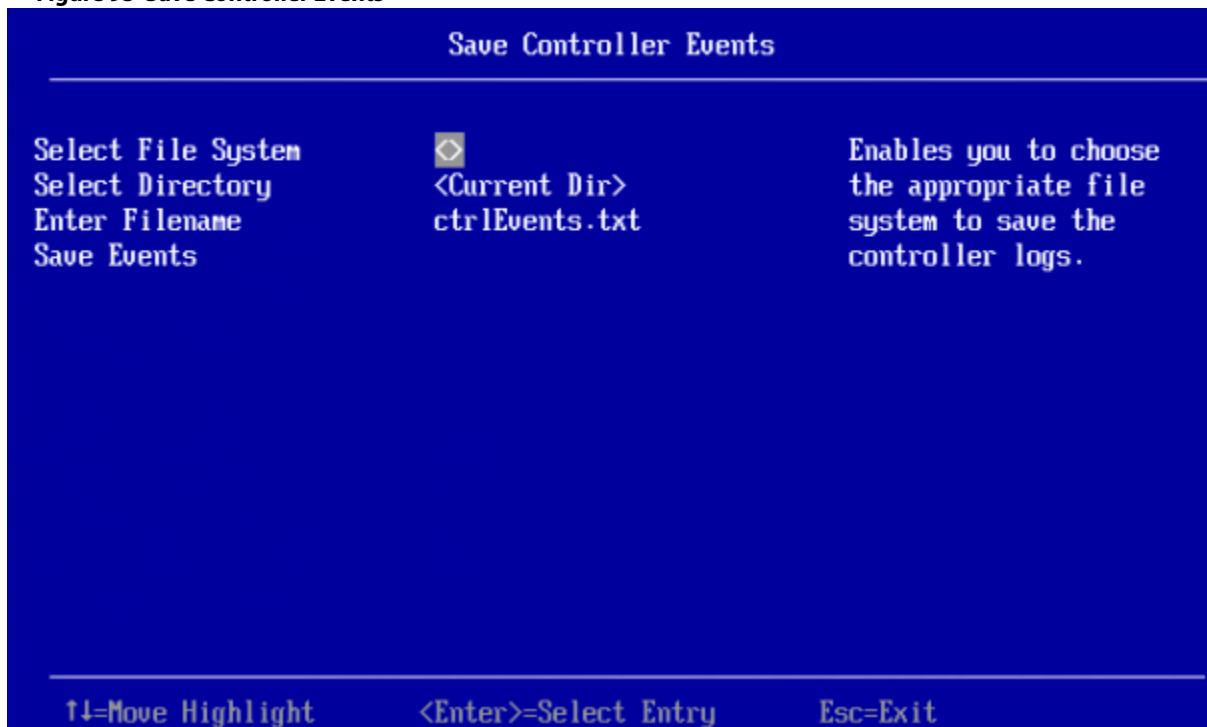 Save Controller Events
Select File System <>
Select Directory <Current Dir>
Enter Filename ctrlEvents.txt
Save Events
Enables you to choose
the appropriate file
system to save the
controller logs.
↑↓=Move Highlight <Enter>=Select Entry Esc=Exit